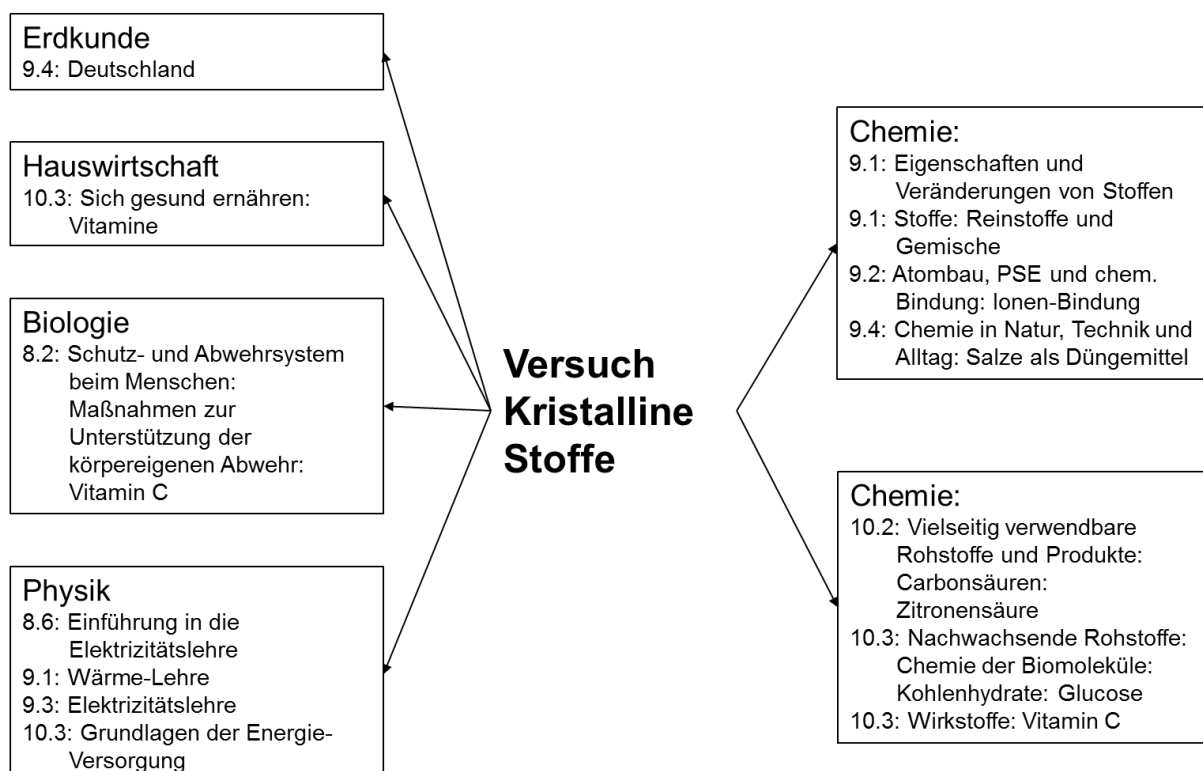 Erdkunde
9.4: Deutschland
Hauswirtschaft
10.3: Sich gesund ernähren:
Vitamine
Biologie
8.2: Schutz- und Abwehrsystem
beim Menschen:
Maßnahmen zur
Unterstützung der
körpereigenen Abwehr:
Vitamin C
Physik
8.6: Einführung in die
Elektrizitätslehre
9.1: Wärme-Lehre
9.3: Elektrizitätslehre
10.3: Grundlagen der Energie-
Versorgung
Versuch
Kristalline
Stoffe
Chemie:
9.1: Eigenschaften und
Veränderungen von Stoffen
9.1: Stoffe: Reinstoffe und
Gemische
9.2: Atombau, PSE und chem.
Bindung: Ionen-Bindung
9.4: Chemie in Natur, Technik und
Alltag: Salze als Düngemittel
Chemie:
10.2: Vielseitig verwendbare
Rohstoffe und Produkte:
Carbonsäuren:
Zitronensäure
10.3: Nachwachsende Rohstoffe:
Chemie der Biomoleküle:
Kohlenhydrate: Glucose
10.3: Wirkstoffe: Vitamin C